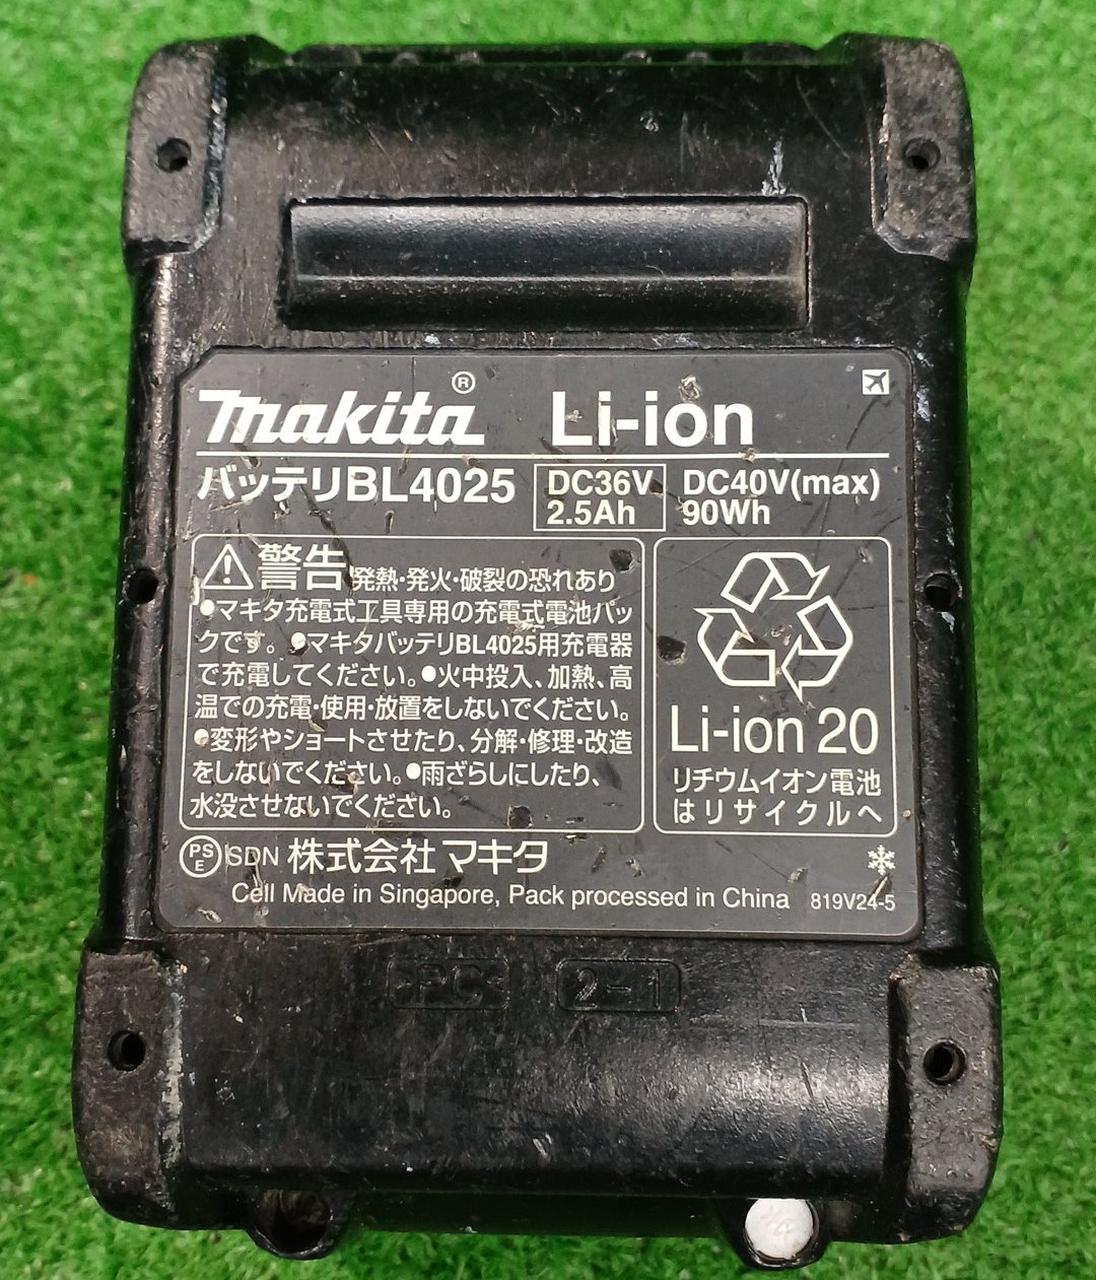 makita®
Li-ion
バッテリBL4025
DC36V
2.5Ah
DC40V(max)
90Wh
警告 発熱・発火・破裂の恐れあり
●マキタ充電式工具専用の充電式電池パッ
クです。●マキタバッテリBL4025用充電器
で充電してください。●火中投入、加熱、高
温での充電・使用・放置をしないでください。
●変形やショートさせたり、分解・修理・改造
をしないでください。●雨ざらしにしたり、
水没させないでください。
Li-ion 20
リチウムイオン電池
はリサイクルへ
PS
E
SDN 株式会社マキタ
Cell Made in Singapore, Pack processed in China
819V24-5
>PC<
2-1